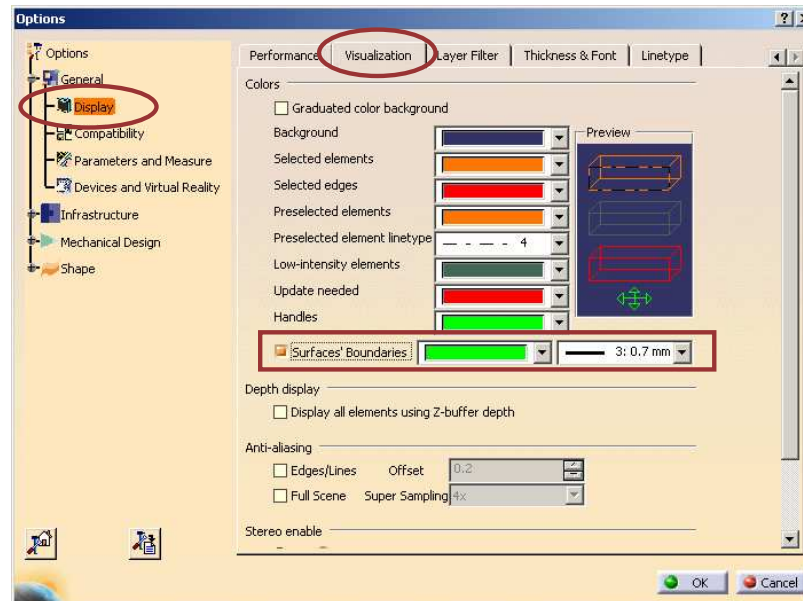 Options
Options
General
Display
Compatibility
Parameters and Measure
Devices and Virtual Reality
Infrastructure
Mechanical Design
Shape
Performance Visualization Layer Filter Thickness & Font Linetype
Colors
Graduated color background
Background
Preview
Selected elements
Selected edges
Preselected elements
Preselected element linetype 4
Low-intensity elements
Update needed
Handles
Surfaces' Boundaries 3: 0.7 mm
Depth display
Display all elements using Z-buffer depth
Anti-aliasing
Edges/Lines Offset 0.2
Full Scene Super Sampling 4x
Stereo enable
OK Cancel